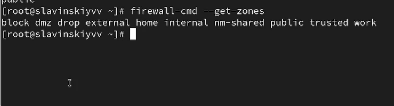 public
[root@slavinskiyvv ~]# firewall-cmd --get-zones
block dmz drop external home internal nm-shared public trusted work
[root@slavinskiyvv ~]#